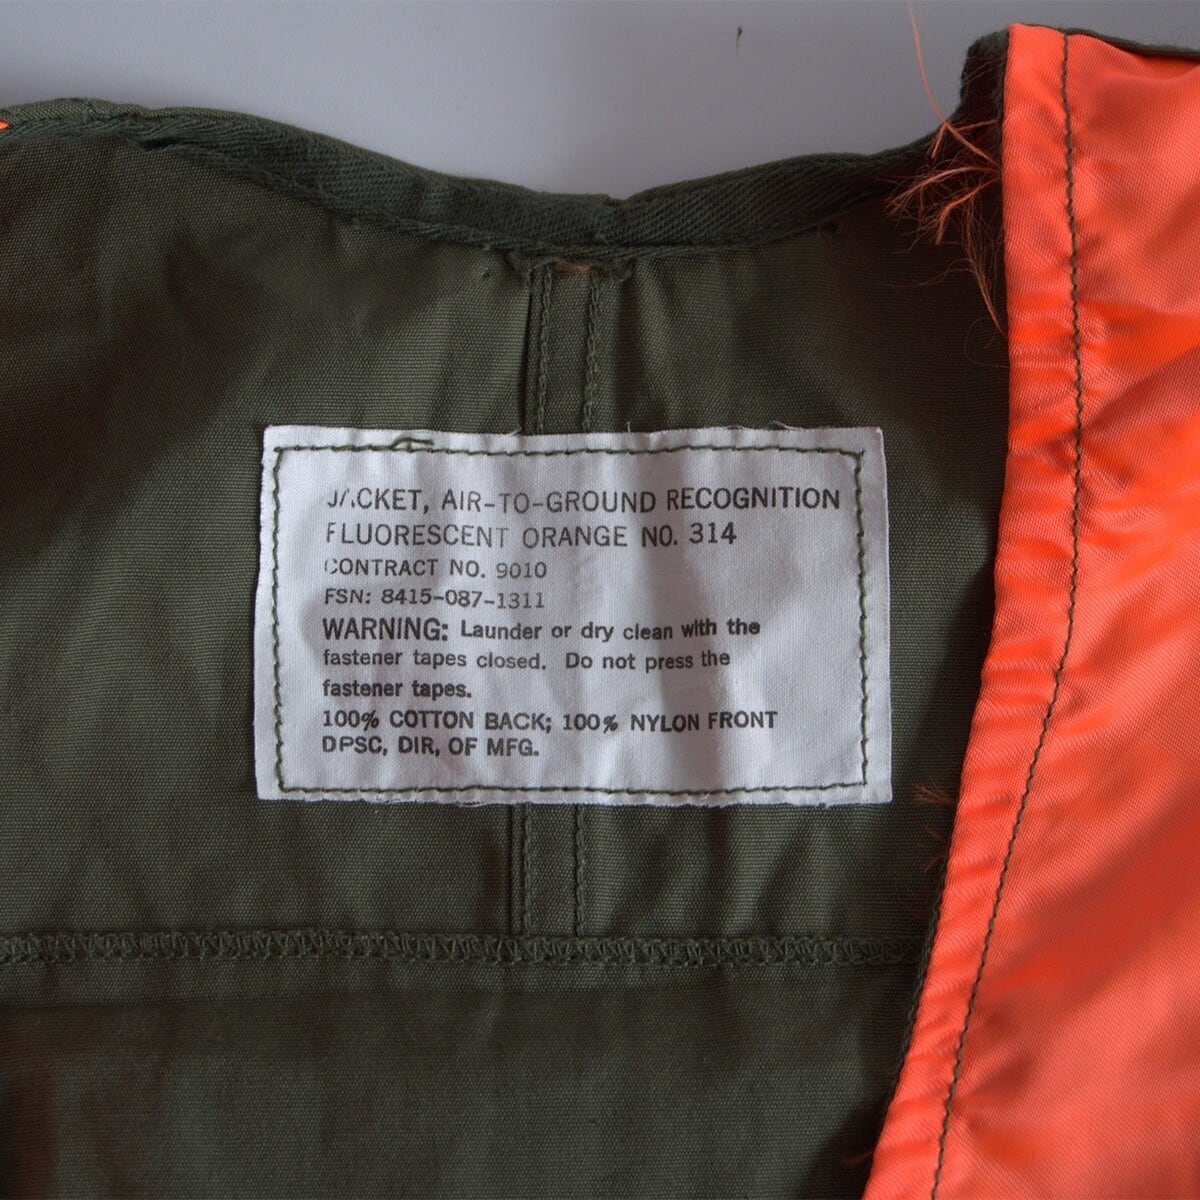 JACKET, AIR-TO-GROUND RECOGNITION
FLUORESCENT ORANGE NO. 314
CONTRACT NO. 9010
FSN: 8415-087-1311
WARNING: Launder or dry clean with the
fastener tapes closed. Do not press the
fastener tapes.
100% COTTON BACK; 100% NYLON FRONT
DPSC, DIR, OF MFG.